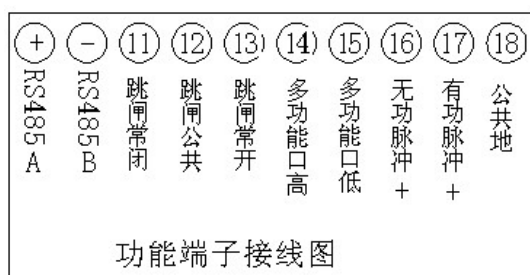 + - 11 12 13 14 15 16 17 18
RS485A
RS485B
跳闸常闭
跳闸公共
跳闸常开
多功能口高
多功能口低
无功脉冲+
有功脉冲+
公共地
功能端子接线图